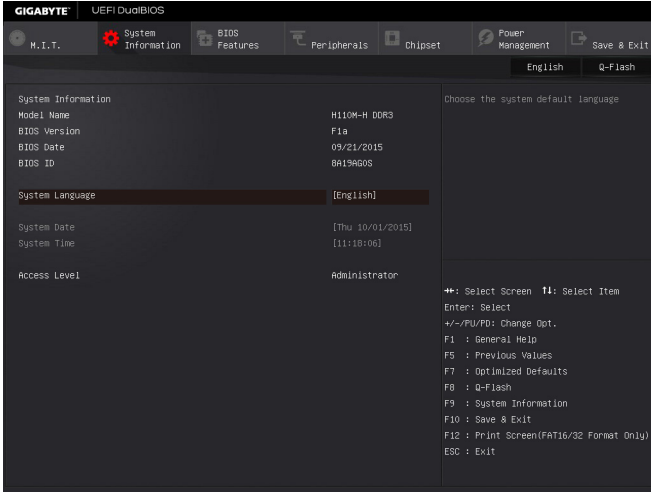 GIGABYTE™ UEFI DualBIOS
M.I.T. System Information BIOS Features Peripherals Chipset Power Management Save & Exit
English Q-Flash
System Information
Model Name H110M-H DDR3
BIOS Version F1a
BIOS Date 09/21/2015
BIOS ID 8A19AG0S
System Language [English]
System Date [Thu 10/01/2015]
System Time [11:18:06]
Access Level Administrator
Choose the system default language
→←: Select Screen ↑↓: Select Item
Enter: Select
+/-/PU/PD: Change Opt.
F1 : General Help
F5 : Previous Values
F7 : Optimized Defaults
F8 : Q-Flash
F9 : System Information
F10 : Save & Exit
F12 : Print Screen(FAT16/32 Format Only)
ESC : Exit